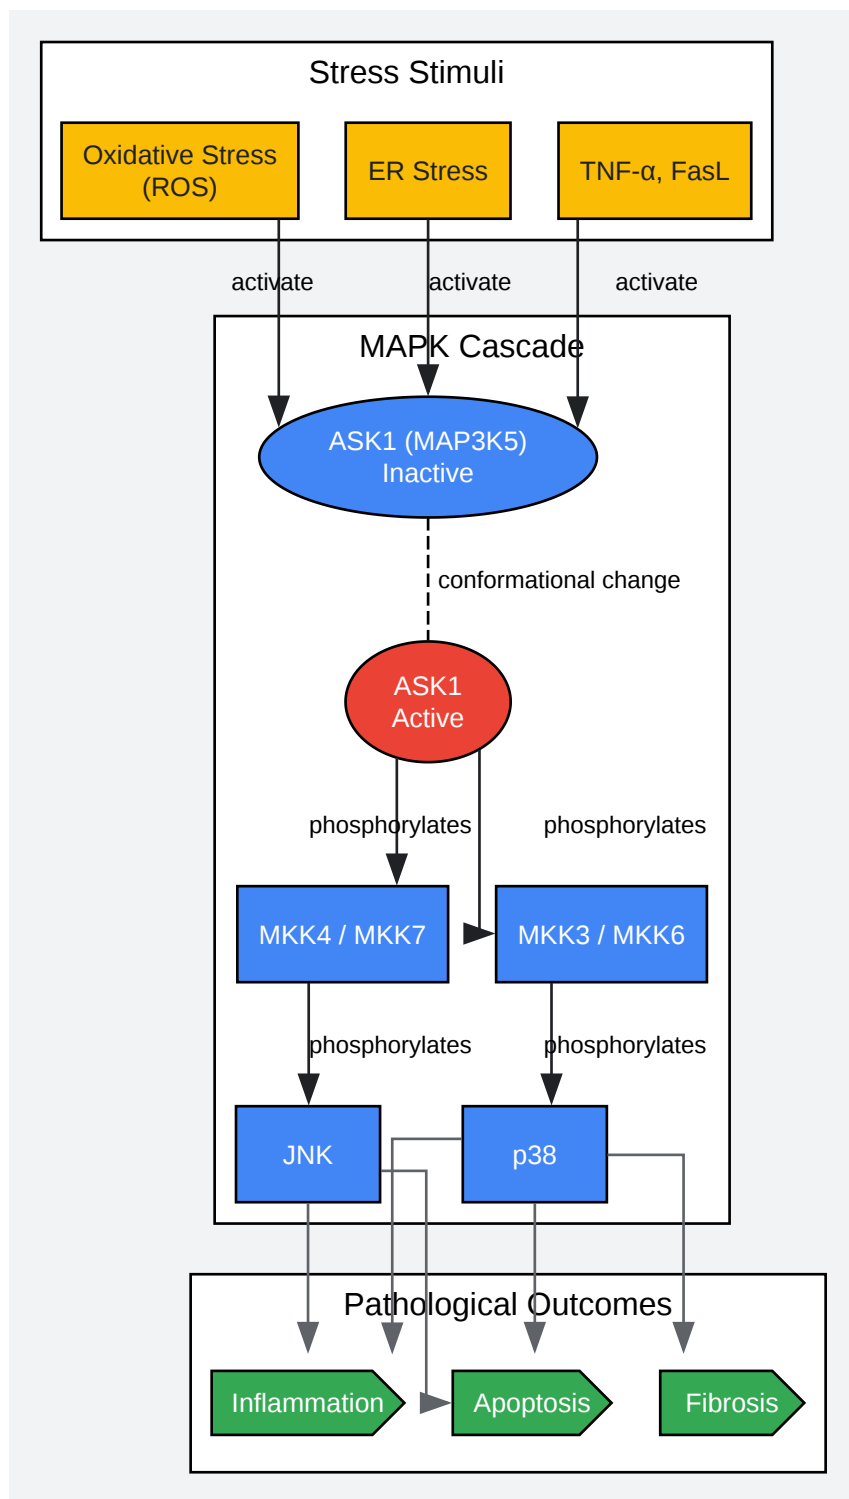 Stress Stimuli
Oxidative Stress
(ROS)
ER Stress
TNF-α, FasL
activate
activate
activate
MAPK Cascade
ASK1 (MAP3K5)
Inactive
conformational change
ASK1
Active
phosphorylates
phosphorylates
MKK4 / MKK7
MKK3 / MKK6
phosphorylates
phosphorylates
JNK
p38
Pathological Outcomes
Inflammation
Apoptosis
Fibrosis